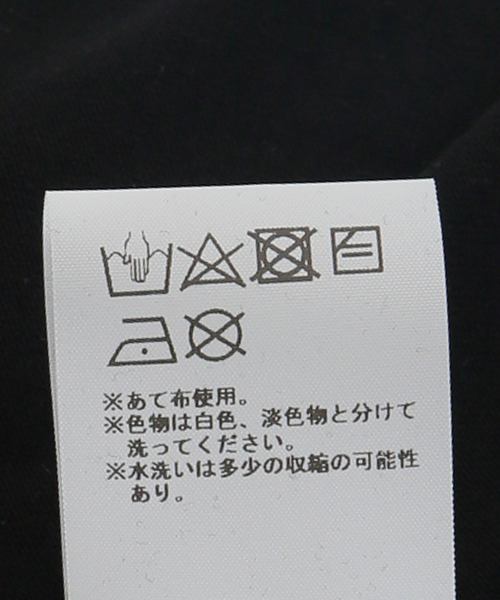 ※あて布使用。
※色物は白色、淡色物と分けて
洗ってください。
※水洗いは多少の収縮の可能性
あり。